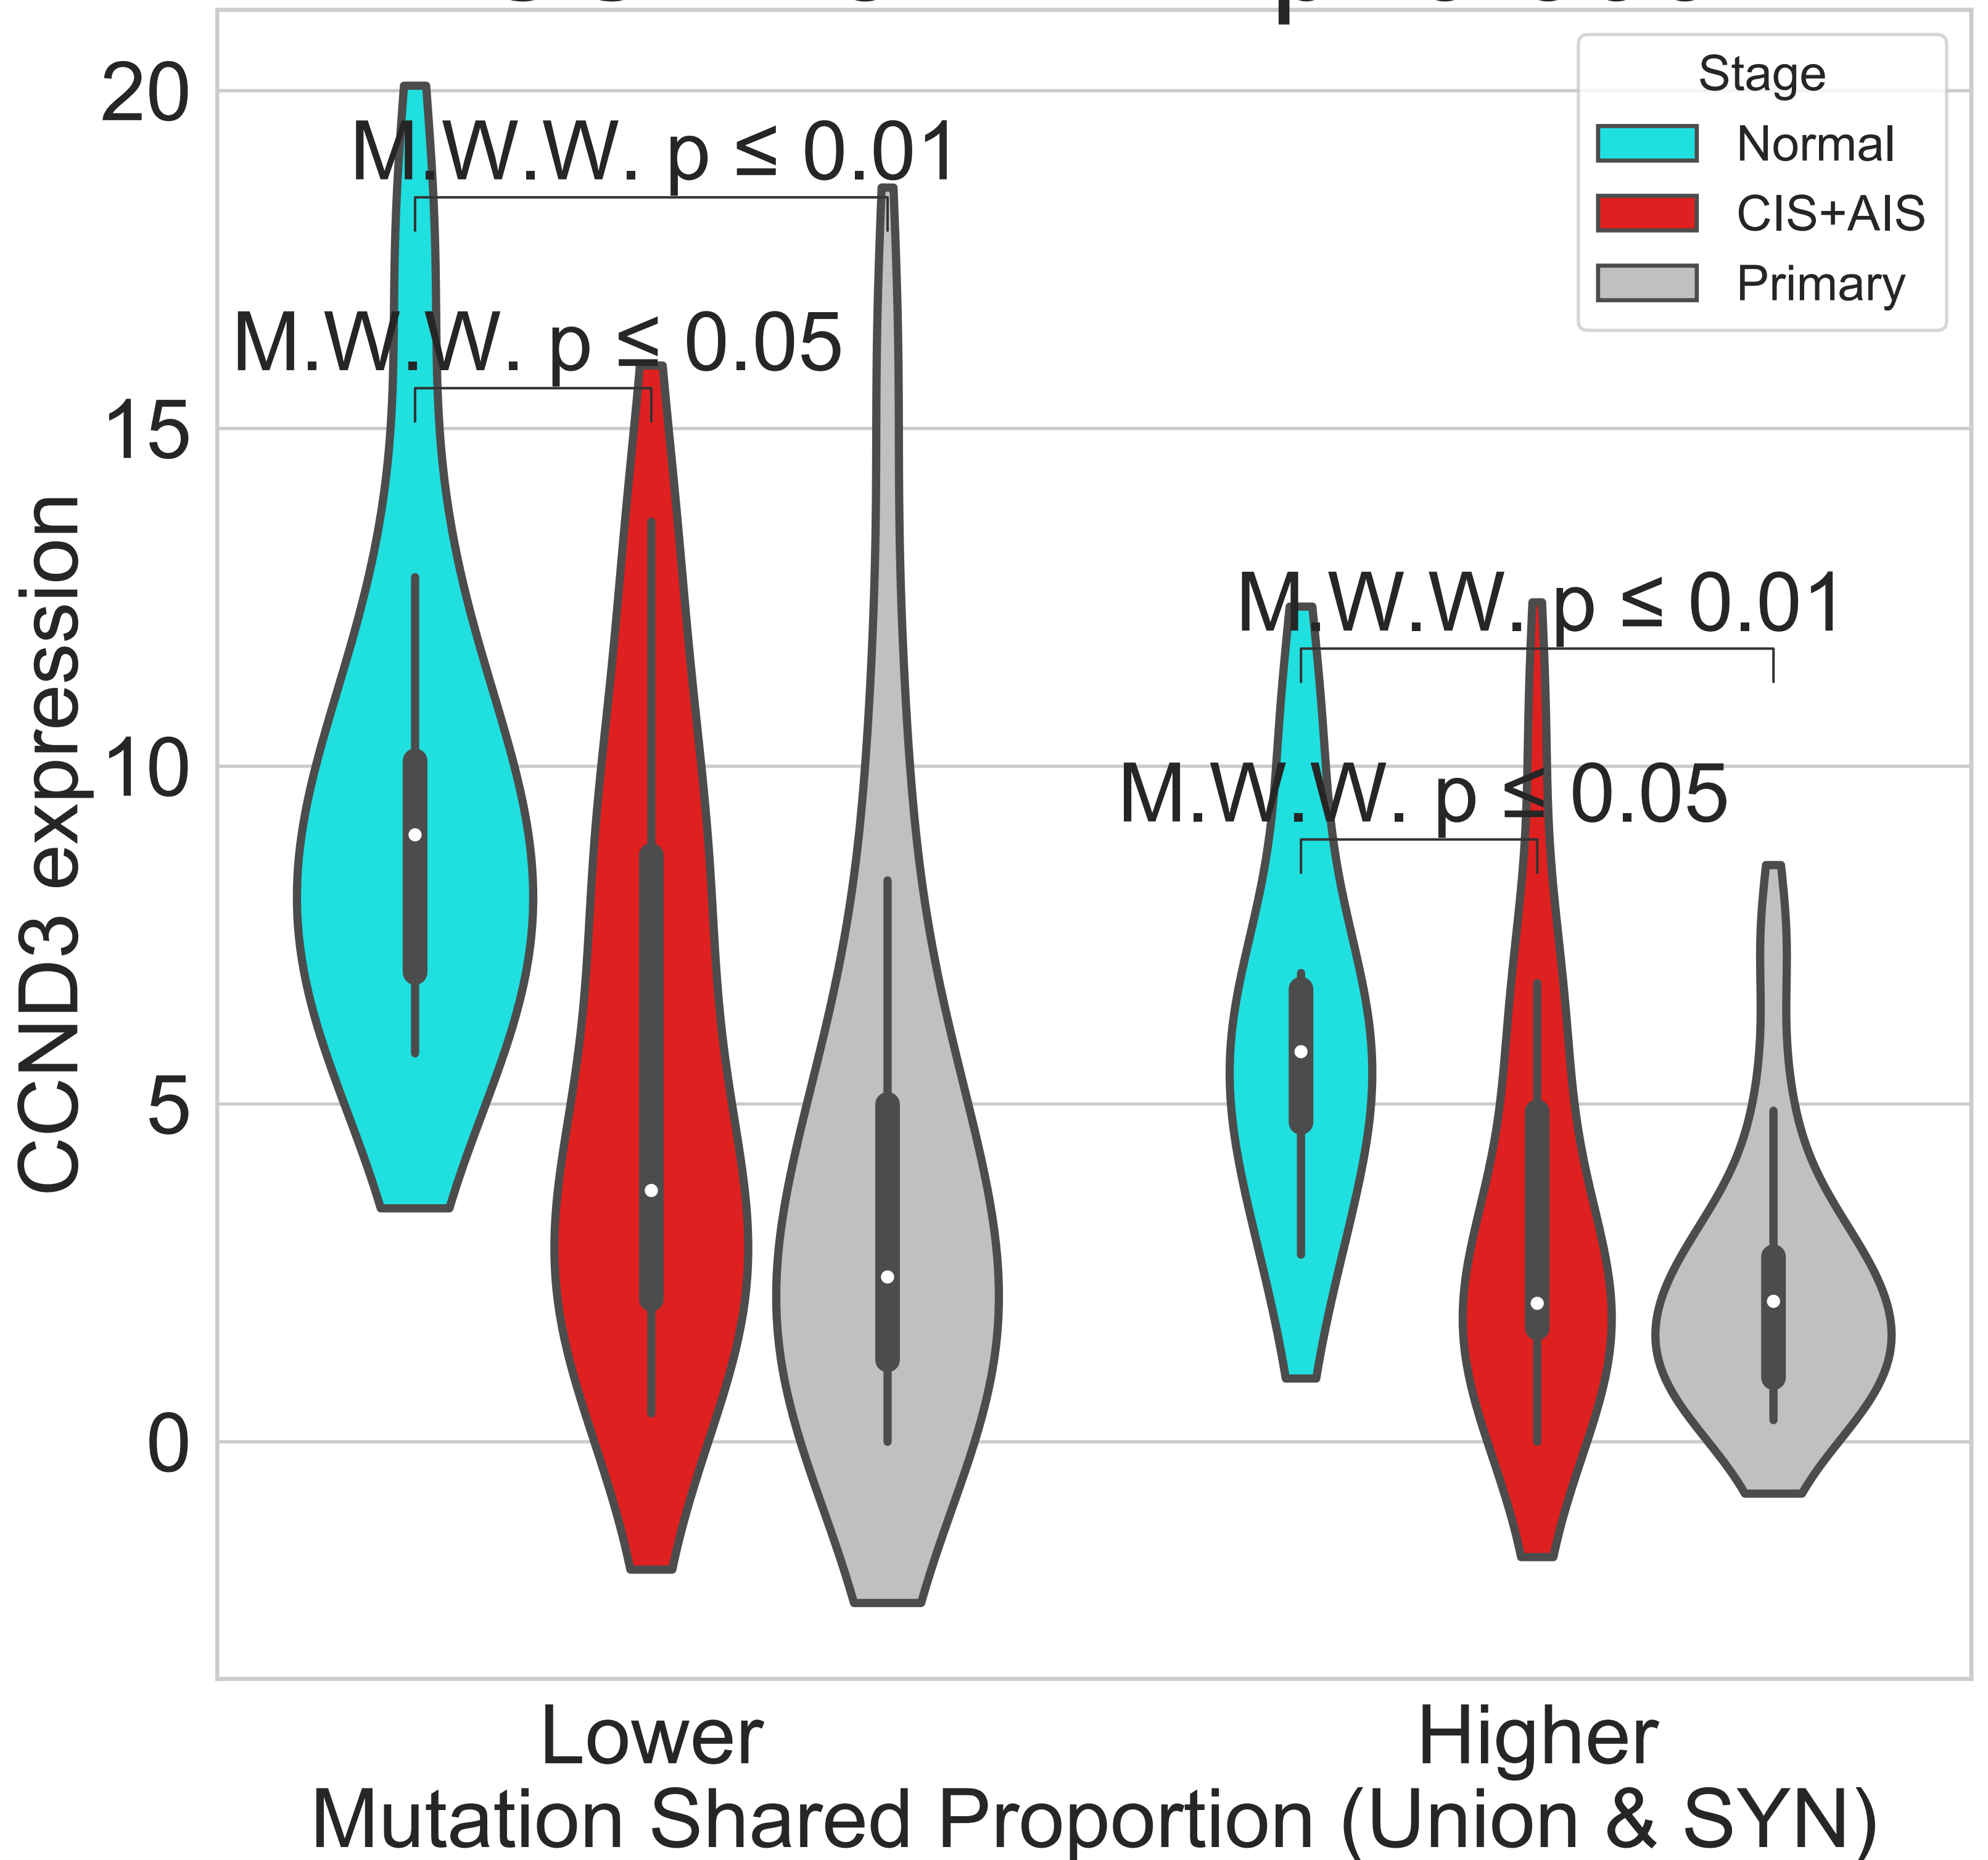 20
15
10
5
0
CCND3 expression
M.W.W. p ≤ 0.01
M.W.W. p ≤ 0.05
M.W.W. p ≤ 0.01
M.W.W. p ≤ 0.05
Stage
Normal
CIS+AIS
Primary
Lower
Higher
Mutation Shared Proportion (Union & SYN)